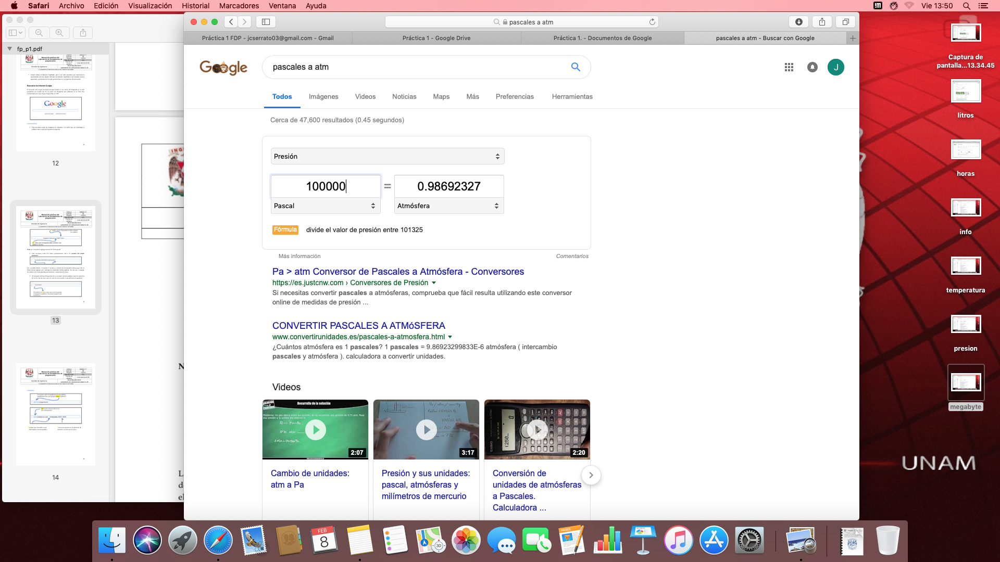 Safari Archivo Edición Visualización Historial Marcadores Ventana Ayuda
Vie 13:50
fp_p1.pdf
Google
12
13
14
pascales a atm
Práctica 1 FDP - jcserrato03@gmail.com - Gmail
Práctica 1 - Google Drive
Práctica 1. - Documentos de Google
pascales a atm - Buscar con Google
Google
pascales a atm
J
Todos Imágenes Videos Noticias Maps Más Preferencias Herramientas
Cerca de 47,600 resultados (0.45 segundos)
Presión
100000 = 0.98692327
Pascal Atmósfera
Fórmula divide el valor de presión entre 101325
Más información Comentarios
Pa > atm Conversor de Pascales a Atmósfera - Conversores
https://es.justcnw.com › Conversores de Presión
Si necesitas convertir pascales a atmósferas, comprueba que fácil resulta utilizando este conversor
online de medidas de presión ...
CONVERTIR PASCALES A ATMóSFERA
www.convertirunidades.es/pascales-a-atmosfera.html
¿Cuántos atmósfera es 1 pascales? 1 pascales = 9.86923299833E-6 atmósfera ( intercambio
pascales y atmósfera ). calculadora a convertir unidades.
Videos
Desarrollo de la solución
2:07
3:17
2:20
Cambio de unidades:
atm a Pa
Presión y sus unidades:
pascal, atmósferas y
milímetros de mercurio
Conversión de
unidades de atmósferas
a Pascales.
Calculadora ...
Captura de
pantalla...13.34.45
litros
horas
info
temperatura
presion
megabyte
UNAM
FEB
8
PAGES
3D